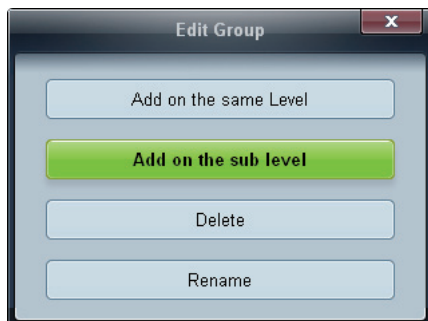 Edit Group
x
Add on the same Level
Add on the sub level
Delete
Rename